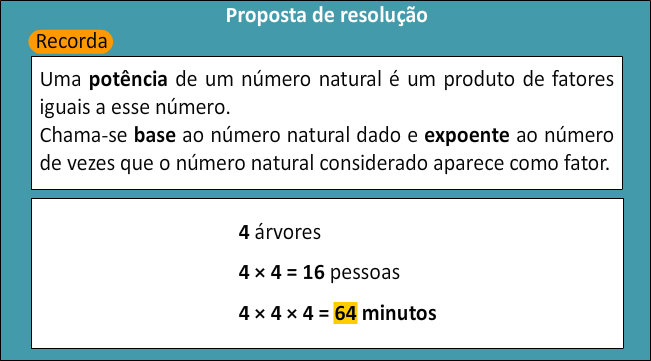 Proposta de resolução
Recorda
Uma potência de um número natural é um produto de fatores
iguais a esse número.
Chama-se base ao número natural dado e expoente ao número
de vezes que o número natural considerado aparece como fator.
4 árvores
4 × 4 = 16 pessoas
4 × 4 × 4 = 64 minutos